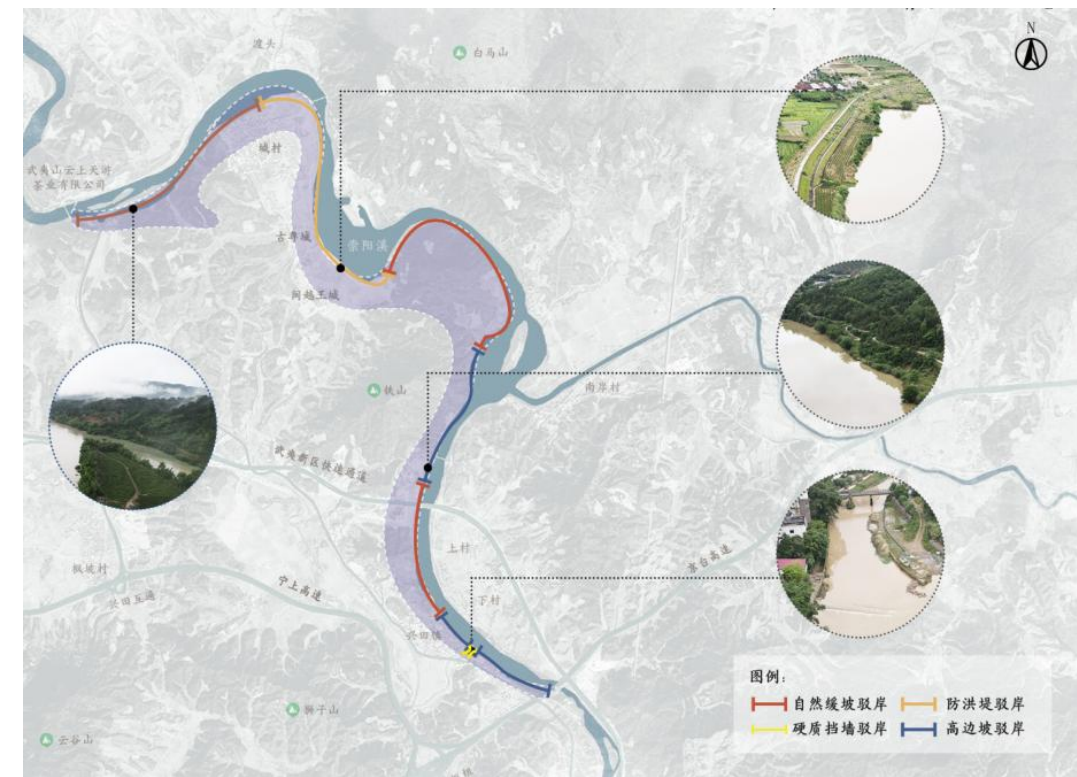 N
渡头
白马山
城村
武夷山云上天游
茶业有限公司
古粤城
崇阳溪
闽越王城
铁山
南岸村
武夷新区快速通道
上村
京台高速
枫坡村
宁上高速
兴田互通
下村
兴田镇
狮子山
云谷山
图例:
自然缓坡驳岸
防洪堤驳岸
硬质挡墙驳岸
高边坡驳岸